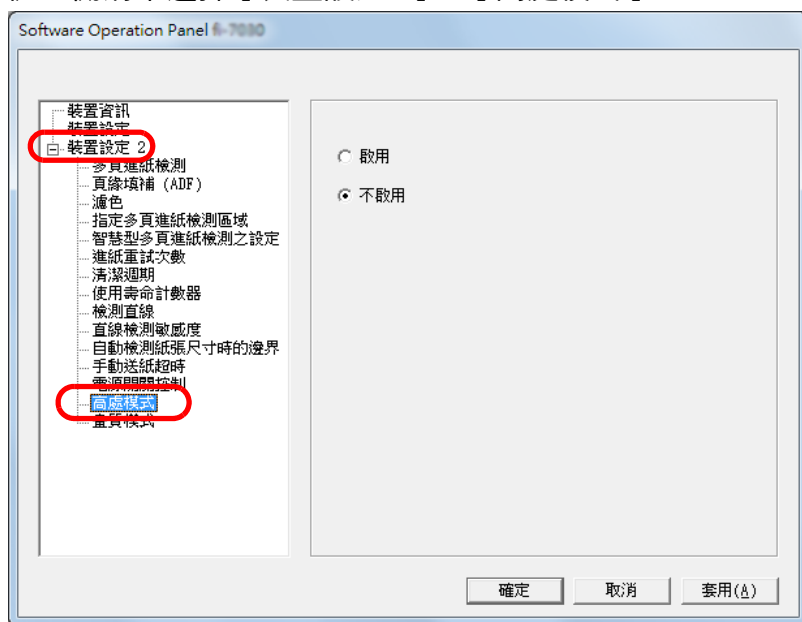 Software Operation Panel
裝置資訊
裝置設定
裝置設定 2
多頁進紙檢測
頁緣填補 (ADF)
濾色
指定多頁進紙檢測區域
智慧型多頁進紙檢測之設定
進紙重試次數
清潔週期
使用壽命計數器
檢測直線
直線檢測敏感度
自動檢測紙張尺寸時的邊界
手動送紙超時
電源開關控制
高處模式
畫質模式
啟用
不啟用
確定
取消
套用(A)